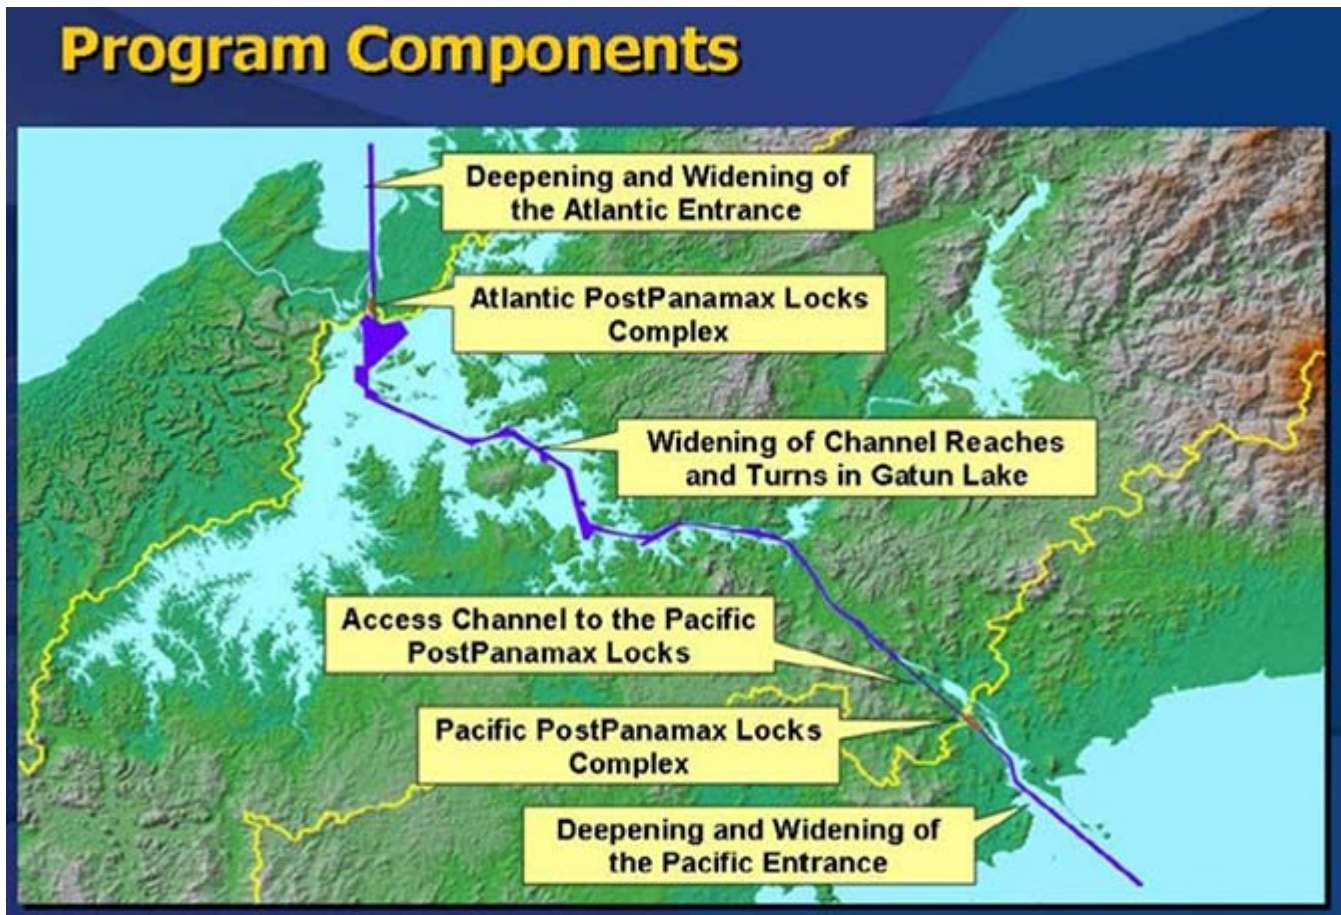 Program Components
Deepening and Widening of
the Atlantic Entrance
Atlantic PostPanamax Locks
Complex
Widening of Channel Reaches
and Turns in Gatun Lake
Access Channel to the Pacific
PostPanamax Locks
Pacific PostPanamax Locks
Complex
Deepening and Widening of
the Pacific Entrance